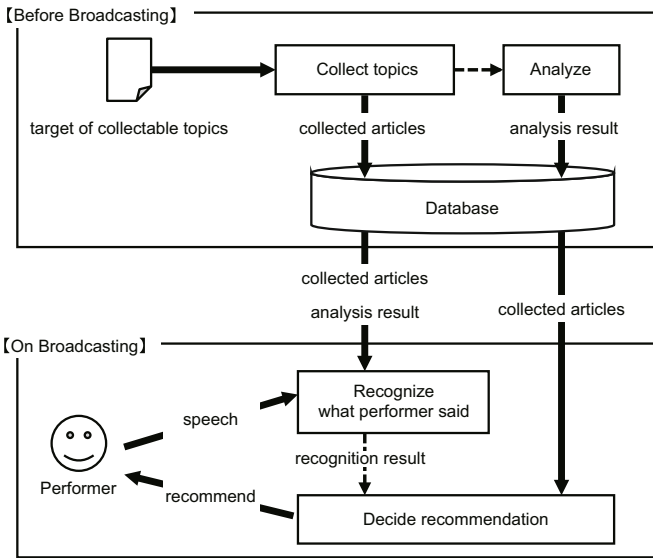 【Before Broadcasting】
Collect topics
Analyze
target of collectable topics
collected articles
analysis result
Database
collected articles
analysis result
collected articles
【On Broadcasting】
Recognize
what performer said
speech
recognition result
Performer
recommend
Decide recommendation